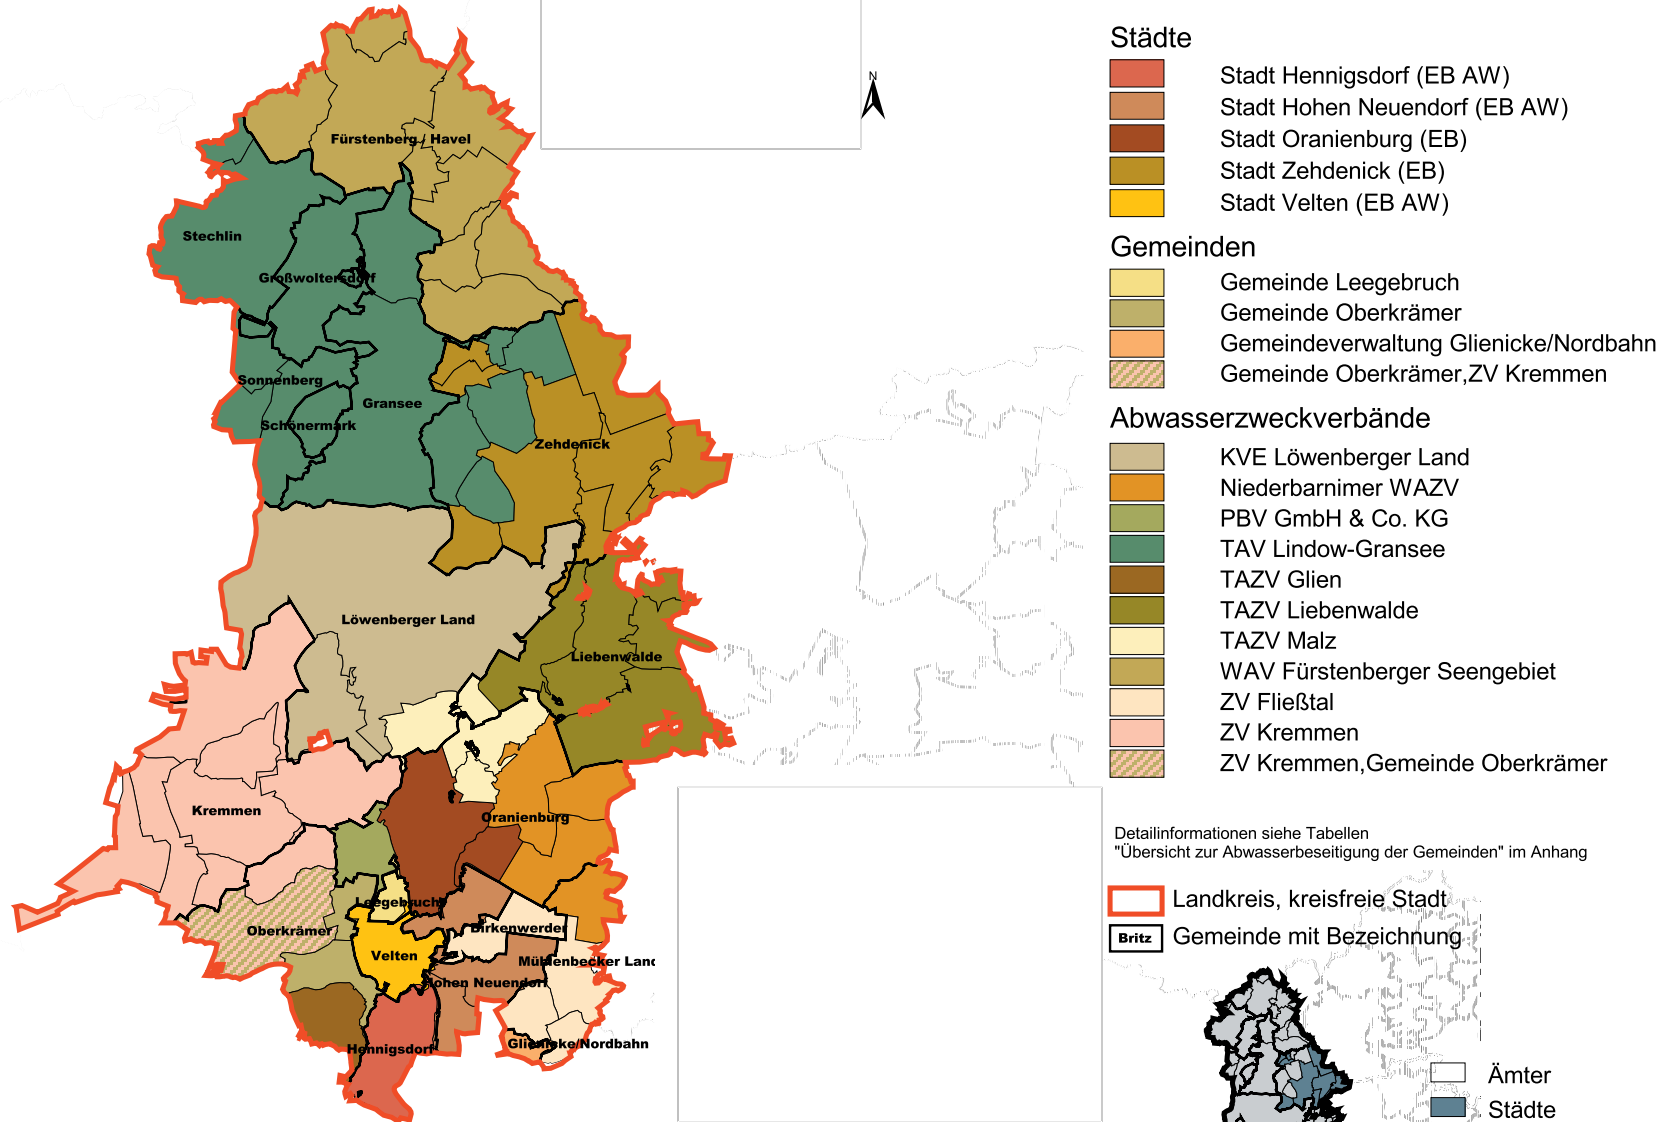 N
Fürstenberg / Havel
Stechlin
Großwoltersdorf
Sonnenberg
Gransee
Schönermark
Zehdenick
Löwenberger Land
Liebenwalde
Kremmen
Oranienburg
Leegebruch
Oberkrämer
Birkenwerder
Velten
Mühlenbecker Land
Hohen Neuendorf
Glienicke/Nordbahn
Hennigsdorf
Städte
Stadt Hennigsdorf (EB AW)
Stadt Hohen Neuendorf (EB AW)
Stadt Oranienburg (EB)
Stadt Zehdenick (EB)
Stadt Velten (EB AW)
Gemeinden
Gemeinde Leegebruch
Gemeinde Oberkrämer
Gemeindeverwaltung Glienicke/Nordbahn
Gemeinde Oberkrämer,ZV Kremmen
Abwasserzweckverbände
KVE Löwenberger Land
Niederbarnimer WAZV
PBV GmbH & Co. KG
TAV Lindow-Gransee
TAZV Glien
TAZV Liebenwalde
TAZV Malz
WAV Fürstenberger Seengebiet
ZV Fließtal
ZV Kremmen
ZV Kremmen,Gemeinde Oberkrämer
Detailinformationen siehe Tabellen
"Übersicht zur Abwasserbeseitigung der Gemeinden" im Anhang
Landkreis, kreisfreie Stadt
Britz Gemeinde mit Bezeichnung
Ämter
Städte